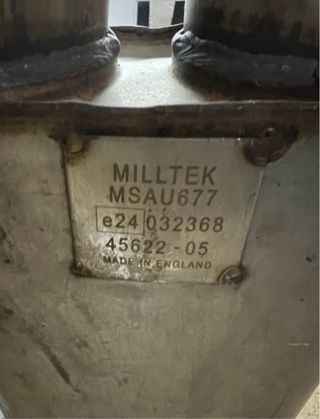 MILLTEK
MSAU677
e24 032368
45622-05
MADE IN ENGLAND